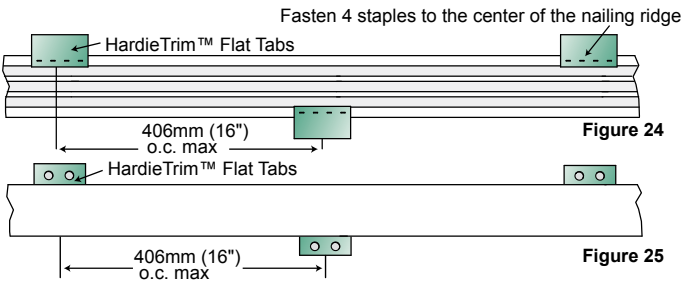 Fasten 4 staples to the center of the nailing ridge
HardieTrim™ Flat Tabs
406mm (16")
o.c. max
Figure 24
HardieTrim™ Flat Tabs
406mm (16")
o.c. max
Figure 25